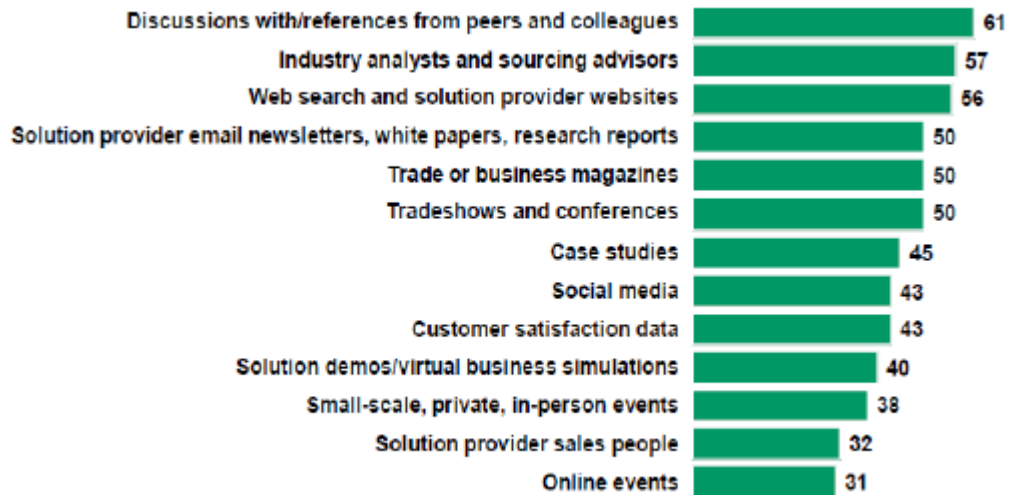 Discussions with/references from peers and colleagues 61
Industry analysts and sourcing advisors 57
Web search and solution provider websites 56
Solution provider email newsletters, white papers, research reports 50
Trade or business magazines 50
Tradeshows and conferences 50
Case studies 45
Social media 43
Customer satisfaction data 43
Solution demos/virtual business simulations 40
Small-scale, private, in-person events 38
Solution provider sales people 32
Online events 31